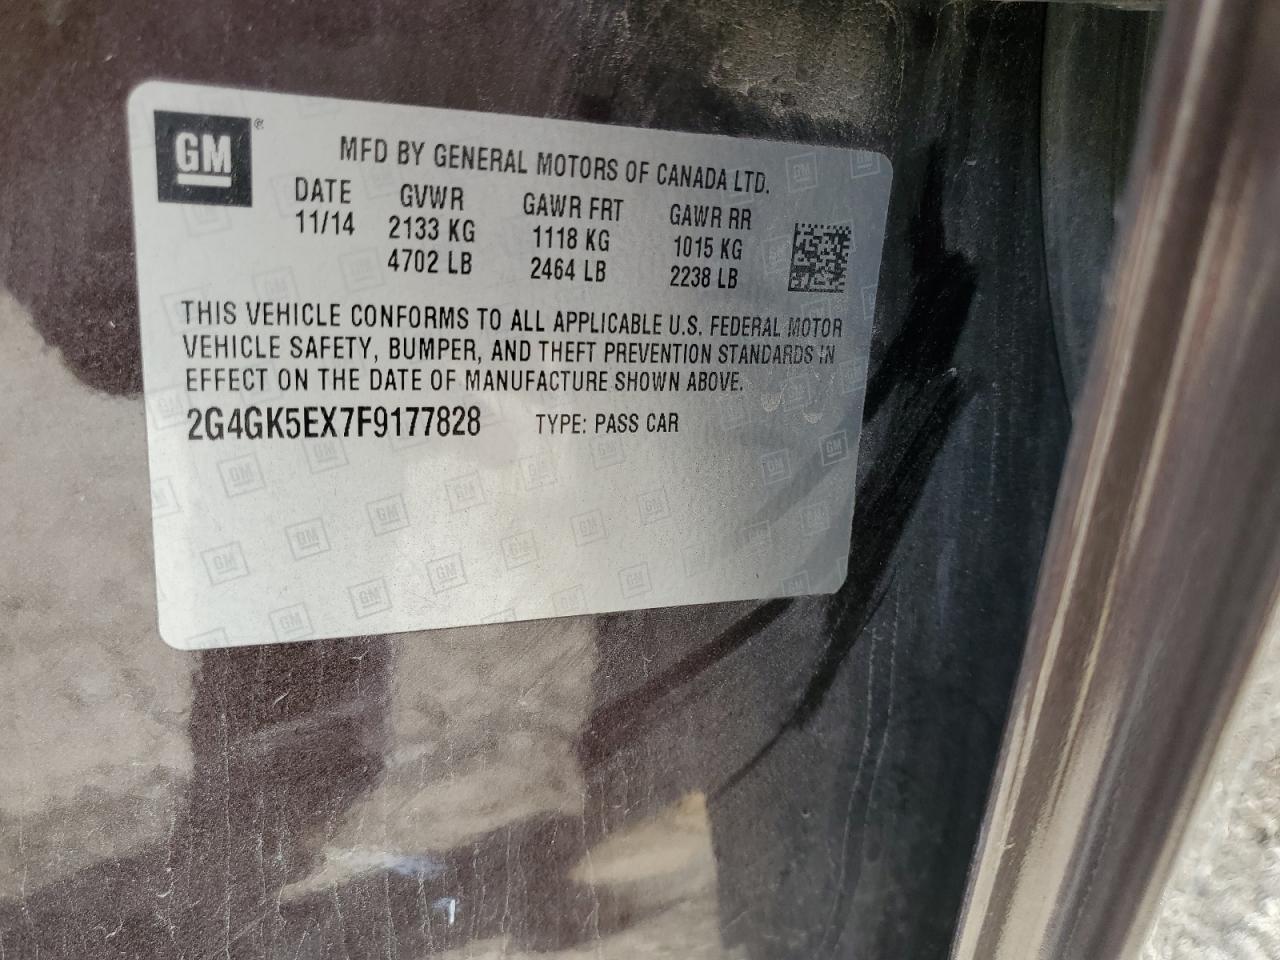 GM®
MFD BY GENERAL MOTORS OF CANADA LTD.
DATE GVWR GAWR FRT GAWR RR
11/14 2133 KG 1118 KG 1015 KG
4702 LB 2464 LB 2238 LB
THIS VEHICLE CONFORMS TO ALL APPLICABLE U.S. FEDERAL MOTOR
VEHICLE SAFETY, BUMPER, AND THEFT PREVENTION STANDARDS IN
EFFECT ON THE DATE OF MANUFACTURE SHOWN ABOVE.
2G4GK5EX7F9177828 TYPE: PASS CAR